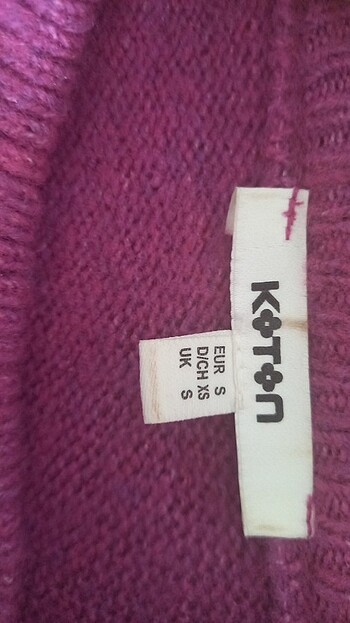 KOTON
EUR S
D/CH XS
UK S